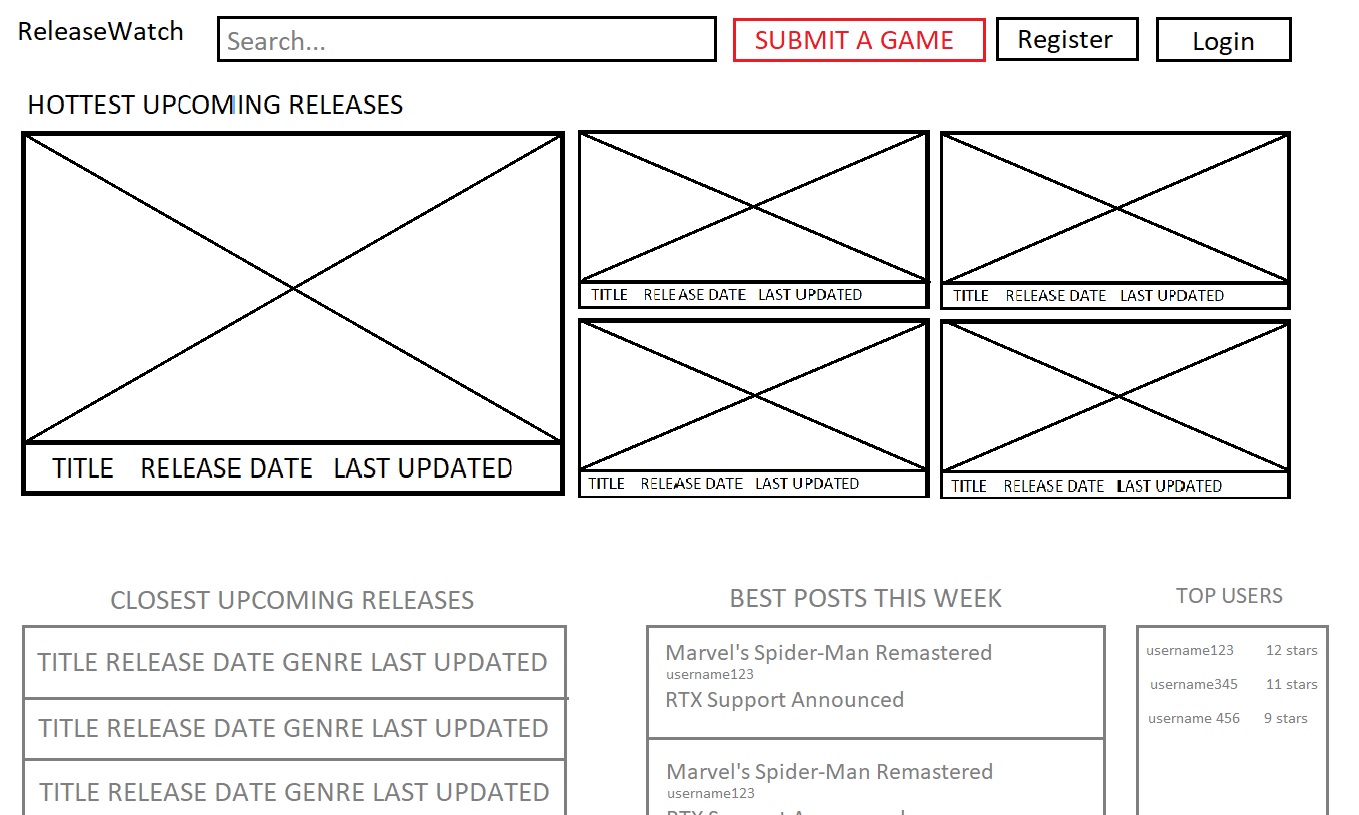 ReleaseWatch
Search...
SUBMIT A GAME
Register
Login
HOTTEST UPCOMING RELEASES
TITLE RELEASE DATE LAST UPDATED
TITLE RELEASE DATE LAST UPDATED
TITLE RELEASE DATE LAST UPDATED
TITLE RELEASE DATE LAST UPDATED
TITLE RELEASE DATE LAST UPDATED
CLOSEST UPCOMING RELEASES
TITLE RELEASE DATE GENRE LAST UPDATED
TITLE RELEASE DATE GENRE LAST UPDATED
TITLE RELEASE DATE GENRE LAST UPDATED
BEST POSTS THIS WEEK
Marvel's Spider-Man Remastered
username123
RTX Support Announced
Marvel's Spider-Man Remastered
username123
TOP USERS
username123 12 stars
username345 11 stars
username 456 9 stars